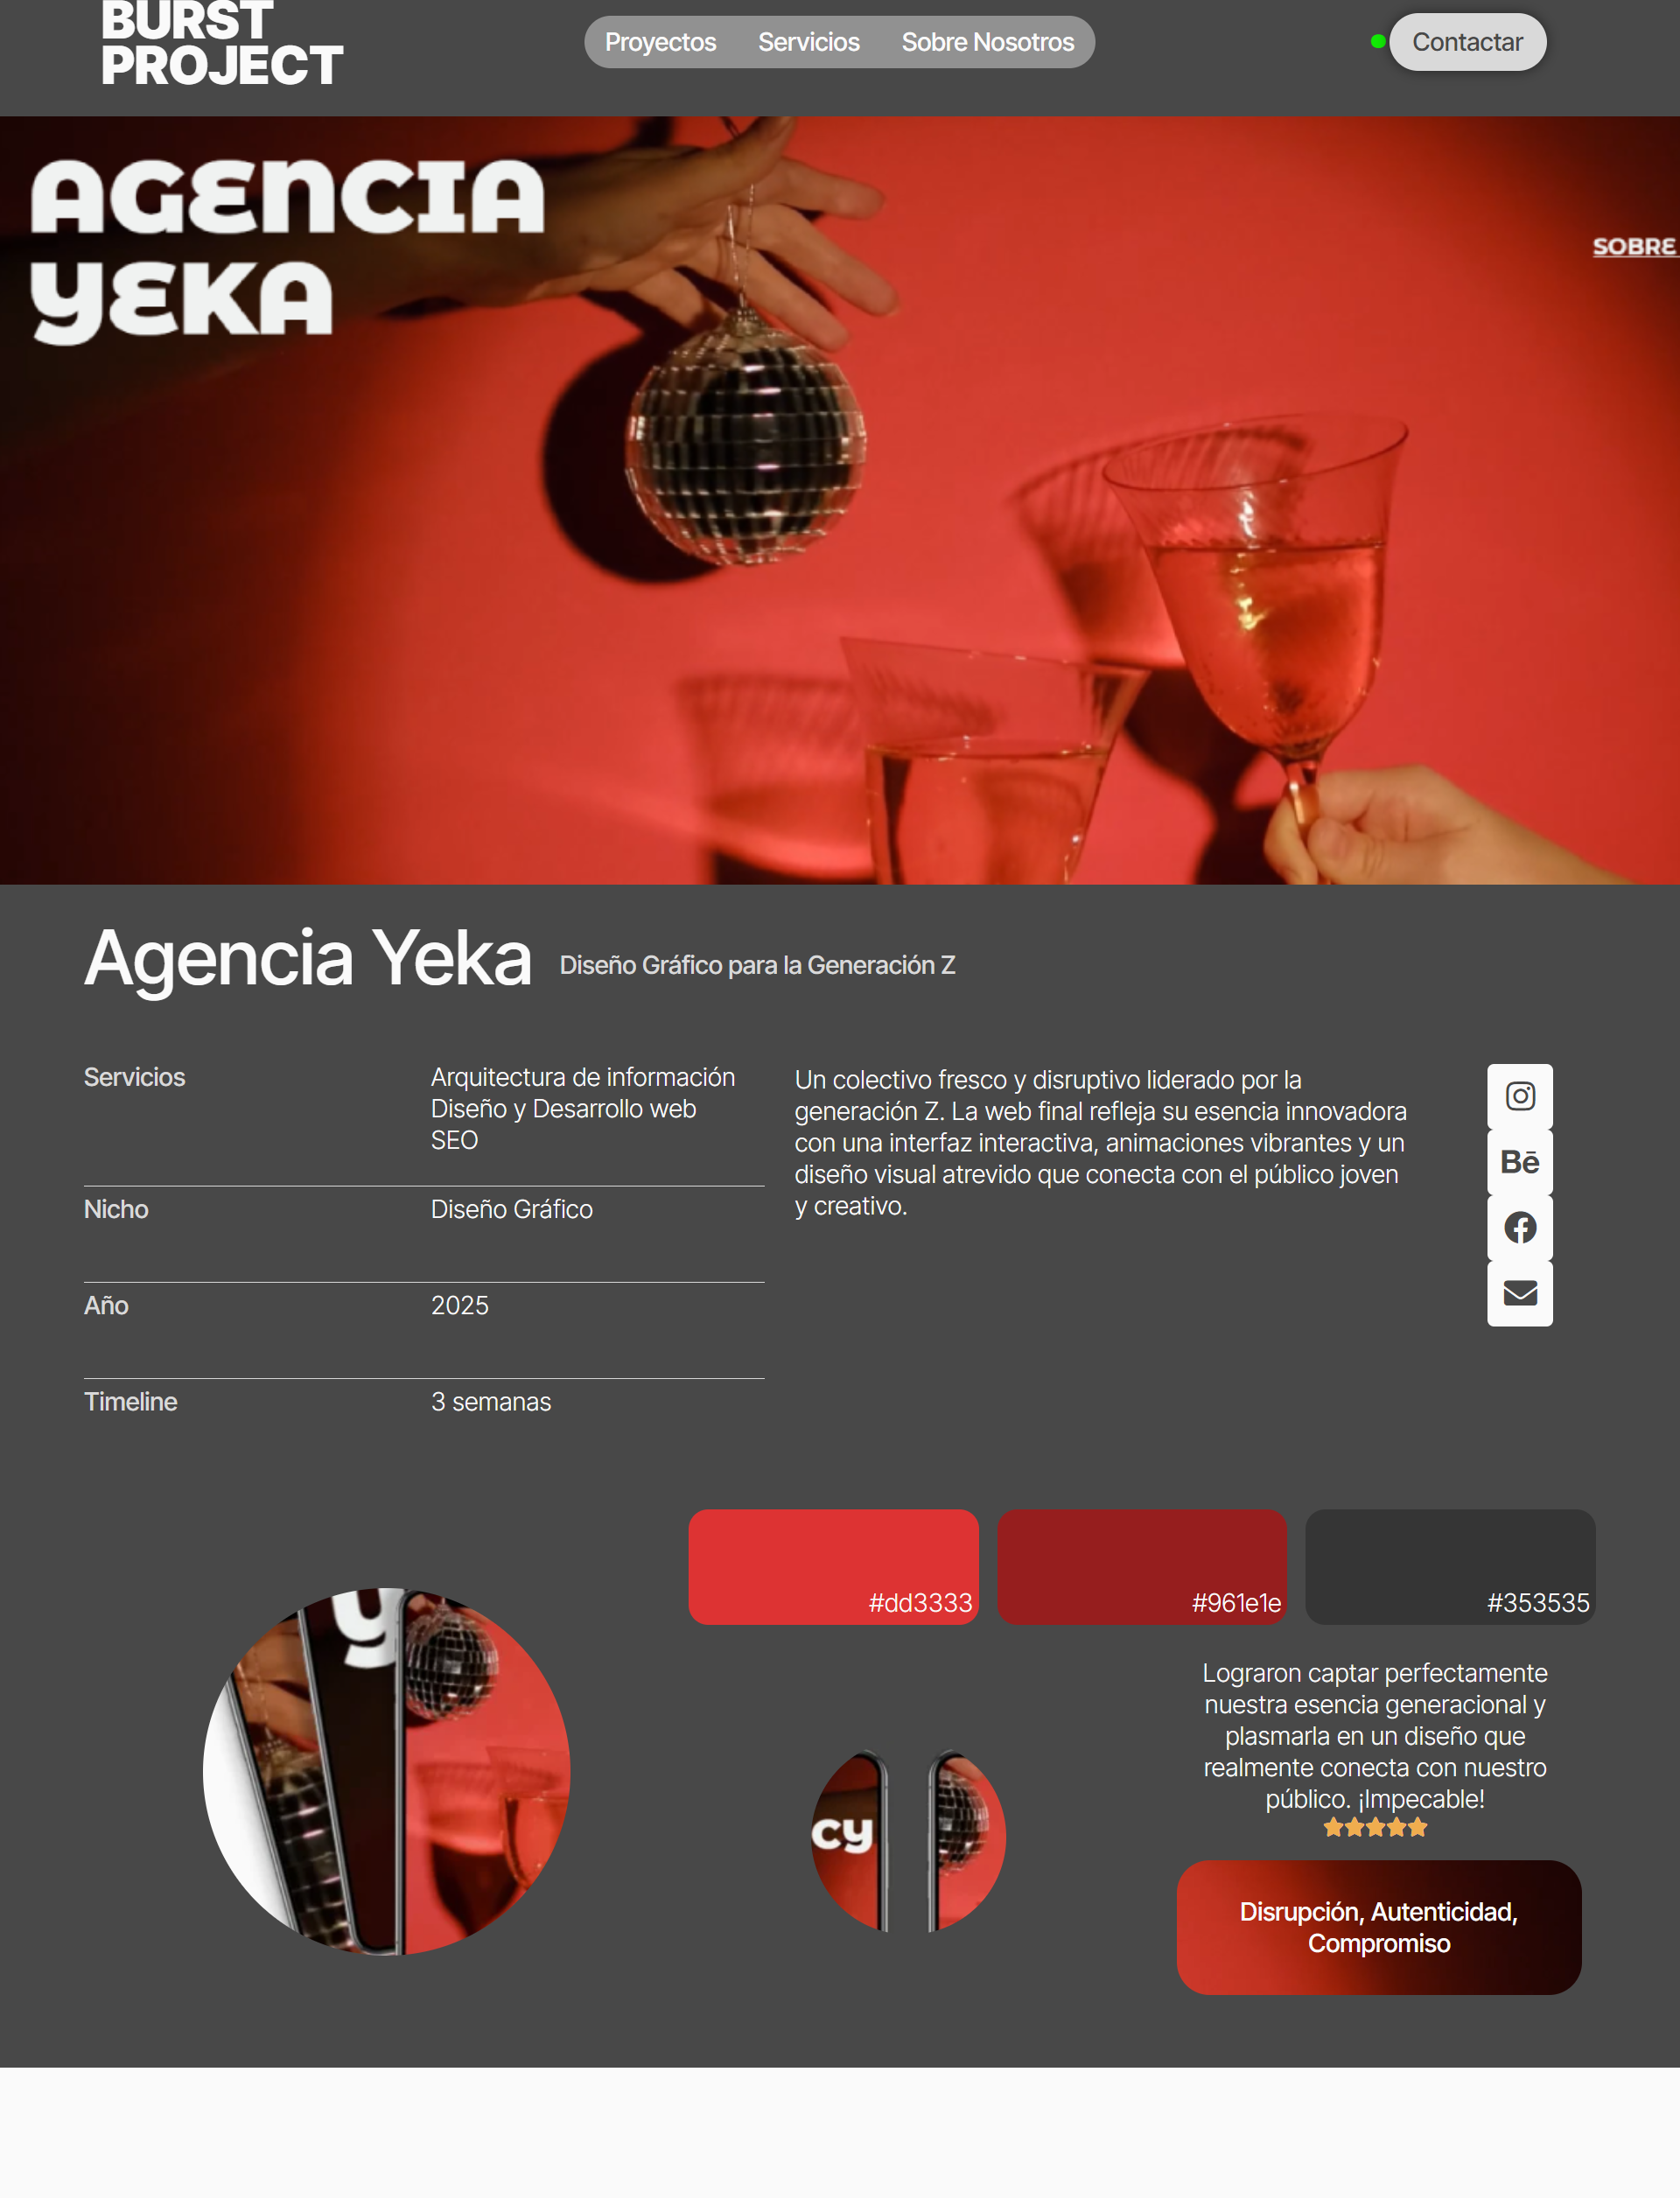 BURST
PROJECT
Proyectos Servicios Sobre Nosotros
Contactar
AGENCIA
YEKA
SOBRE
Agencia Yeka
Diseño Gráfico para la Generación Z
Servicios
Arquitectura de información
Diseño y Desarrollo web
SEO
Nicho
Diseño Gráfico
Año
2025
Timeline
3 semanas
Un colectivo fresco y disruptivo liderado por la
generación Z. La web final refleja su esencia innovadora
con una interfaz interactiva, animaciones vibrantes y un
diseño visual atrevido que conecta con el público joven
y creativo.
Bē
#dd3333
#961e1e
#353535
y
cy
Lograron captar perfectamente
nuestra esencia generacional y
plasmarla en un diseño que
realmente conecta con nuestro
público. ¡Impecable!
Disrupción, Autenticidad,
Compromiso